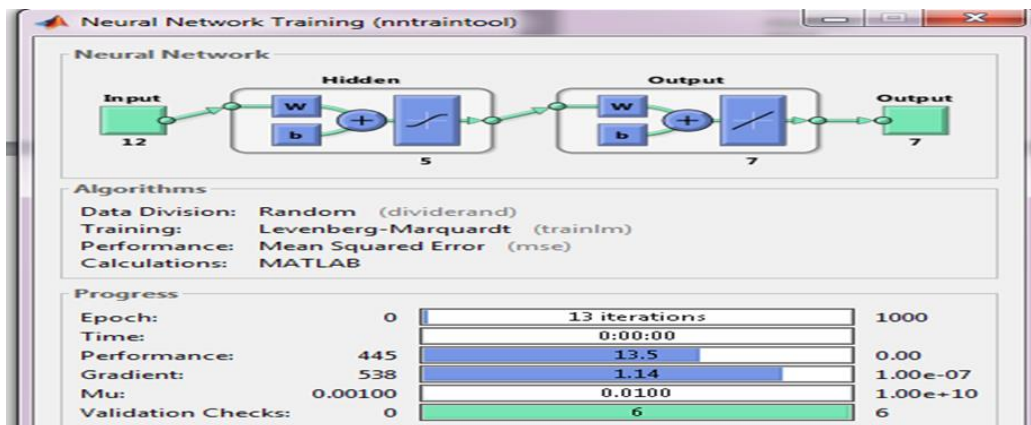 Neural Network Training (nntraintool)
Neural Network
Hidden
Output
Input
Output
W
b
+
W
b
+
12
5
7
7
Algorithms
Data Division: Random (dividerand)
Training: Levenberg-Marquardt (trainlm)
Performance: Mean Squared Error (mse)
Calculations: MATLAB
Progress
Epoch: 0 13 iterations 1000
Time: 0:00:00
Performance: 445 13.5 0.00
Gradient: 538 1.14 1.00e-07
Mu: 0.00100 0.0100 1.00e+10
Validation Checks: 0 6 6